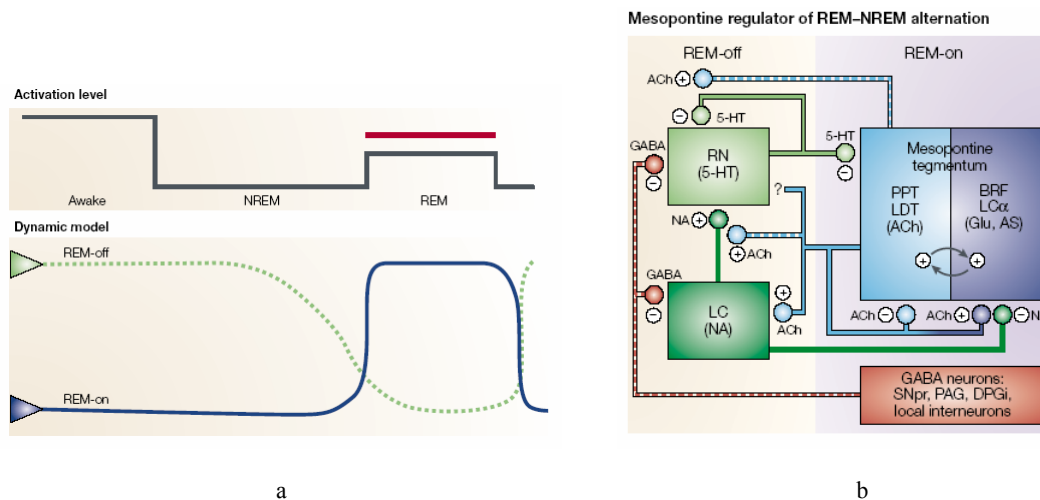 Activation level
Awake
NREM
REM
Dynamic model
REM-off
REM-on
a
Mesopontine regulator of REM–NREM alternation
REM-off
REM-on
ACh +
– 5-HT
GABA
–
RN
(5-HT)
5-HT
–
Mesopontine
tegmentum
PPT
LDT
(ACh)
BRF
LCα
(Glu, AS)
+ +
?
NA +
+ ACh
GABA
–
LC
(NA)
+
ACh
ACh –
ACh +
– N
GABA neurons:
SNpr, PAG, DPGi,
local interneurons
b